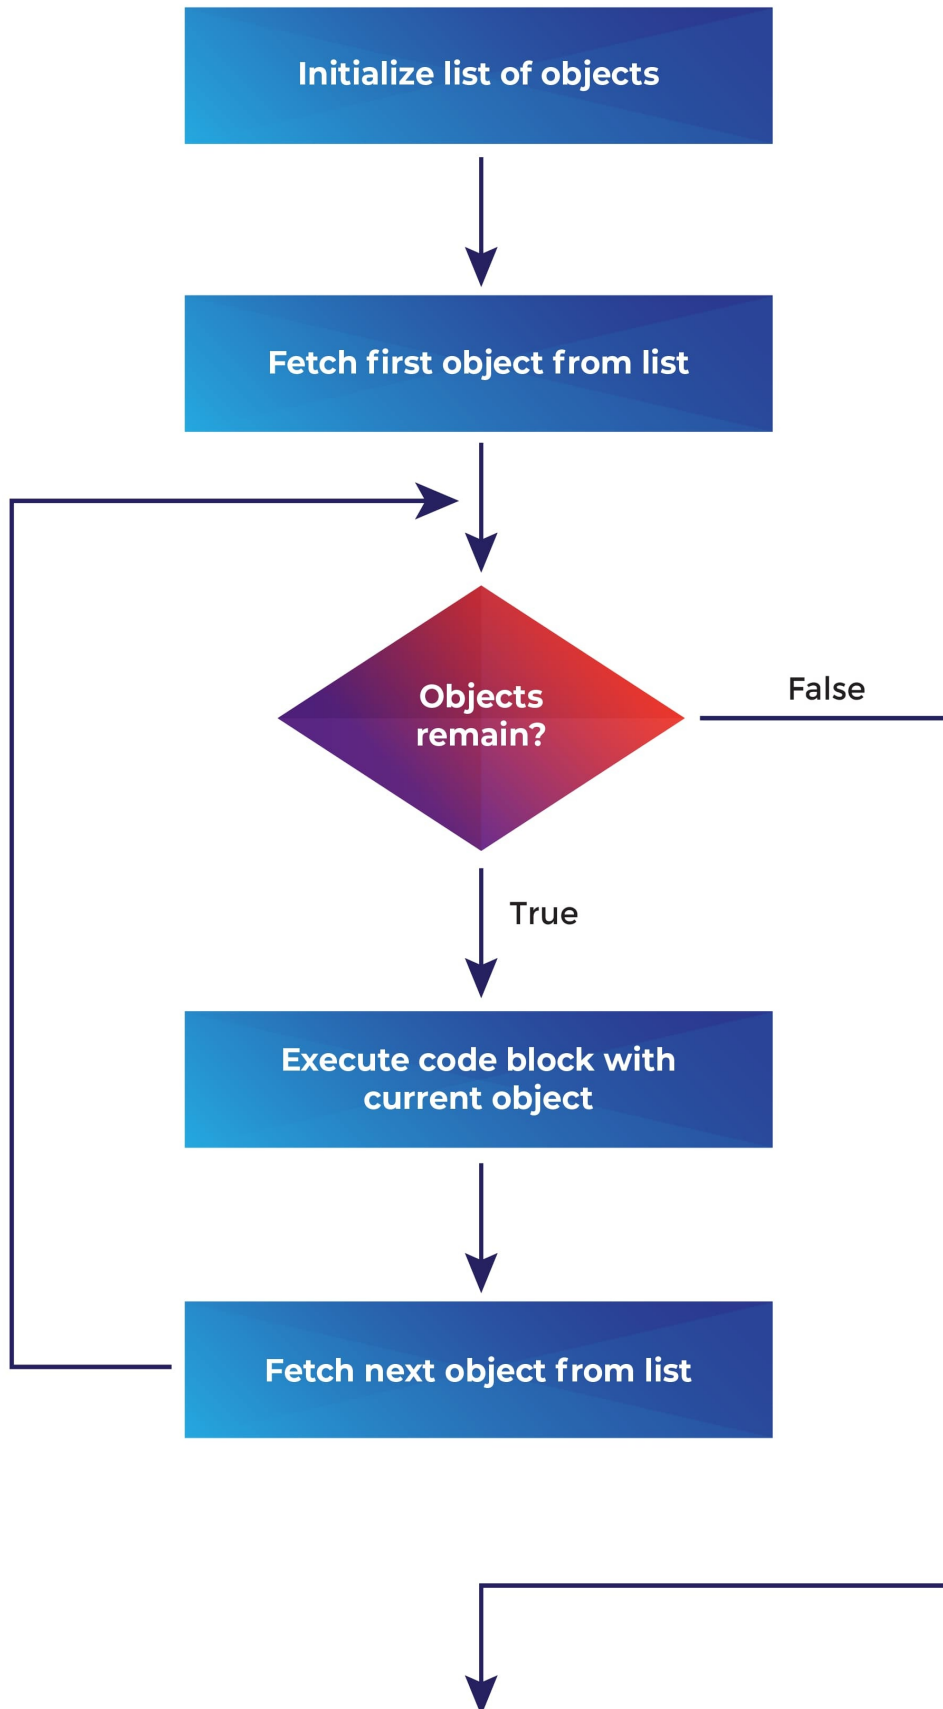 Initialize list of objects
Fetch first object from list
Objects
remain?
False
True
Execute code block with
current object
Fetch next object from list